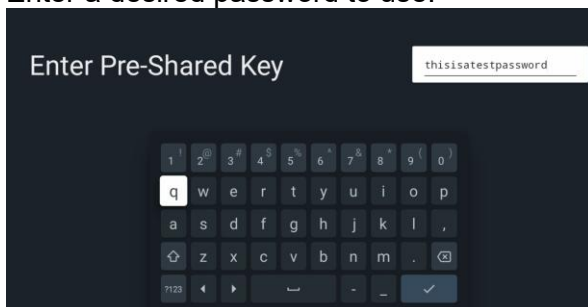 Enter a desired password to use.
Enter Pre-Shared Key
thisisatestpassword
1 ! 2 @ 3 # 4 $ 5 % 6 ^ 7 & 8 * 9 ( 0 )
q w e r t y u i o p
a s d f g h j k l ,
z x c v b n m .
?123 - _